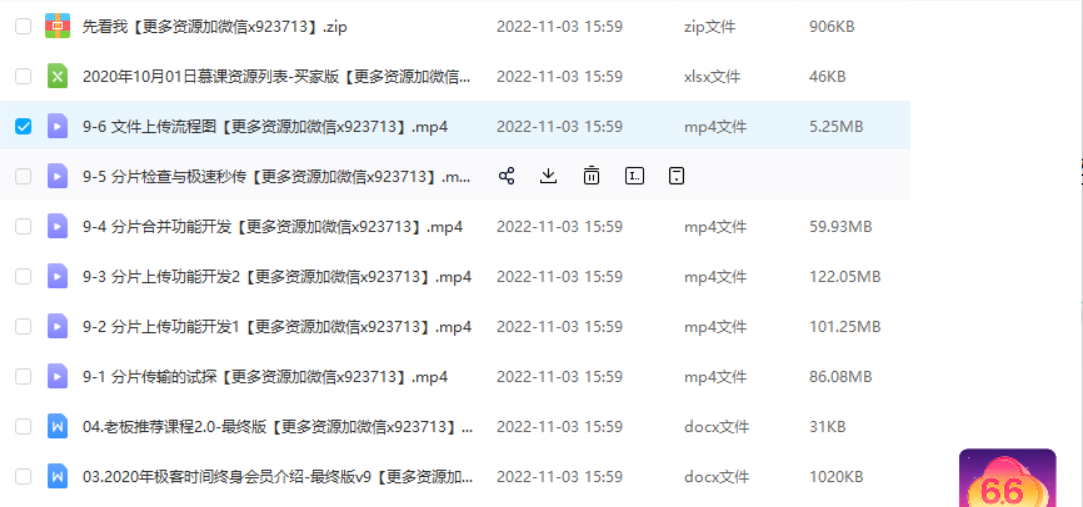 先看我【更多资源加微信x923713】.zip 2022-11-03 15:59 zip文件 906KB
2020年10月01日慕课资源列表-买家版【更多资源加微信... 2022-11-03 15:59 xlsx文件 46KB
9-6 文件上传流程图【更多资源加微信x923713】.mp4 2022-11-03 15:59 mp4文件 5.25MB
9-5 分片检查与极速秒传【更多资源加微信x923713】.m...
9-4 分片合并功能开发【更多资源加微信x923713】.mp4 2022-11-03 15:59 mp4文件 59.93MB
9-3 分片上传功能开发2【更多资源加微信x923713】.mp4 2022-11-03 15:59 mp4文件 122.05MB
9-2 分片上传功能开发1【更多资源加微信x923713】.mp4 2022-11-03 15:59 mp4文件 101.25MB
9-1 分片传输的试探【更多资源加微信x923713】.mp4 2022-11-03 15:59 mp4文件 86.08MB
04.老板推荐课程2.0-最终版【更多资源加微信x923713】... 2022-11-03 15:59 docx文件 31KB
03.2020年极客时间终身会员介绍-最终版v9【更多资源加... 2022-11-03 15:59 docx文件 1020KB
66